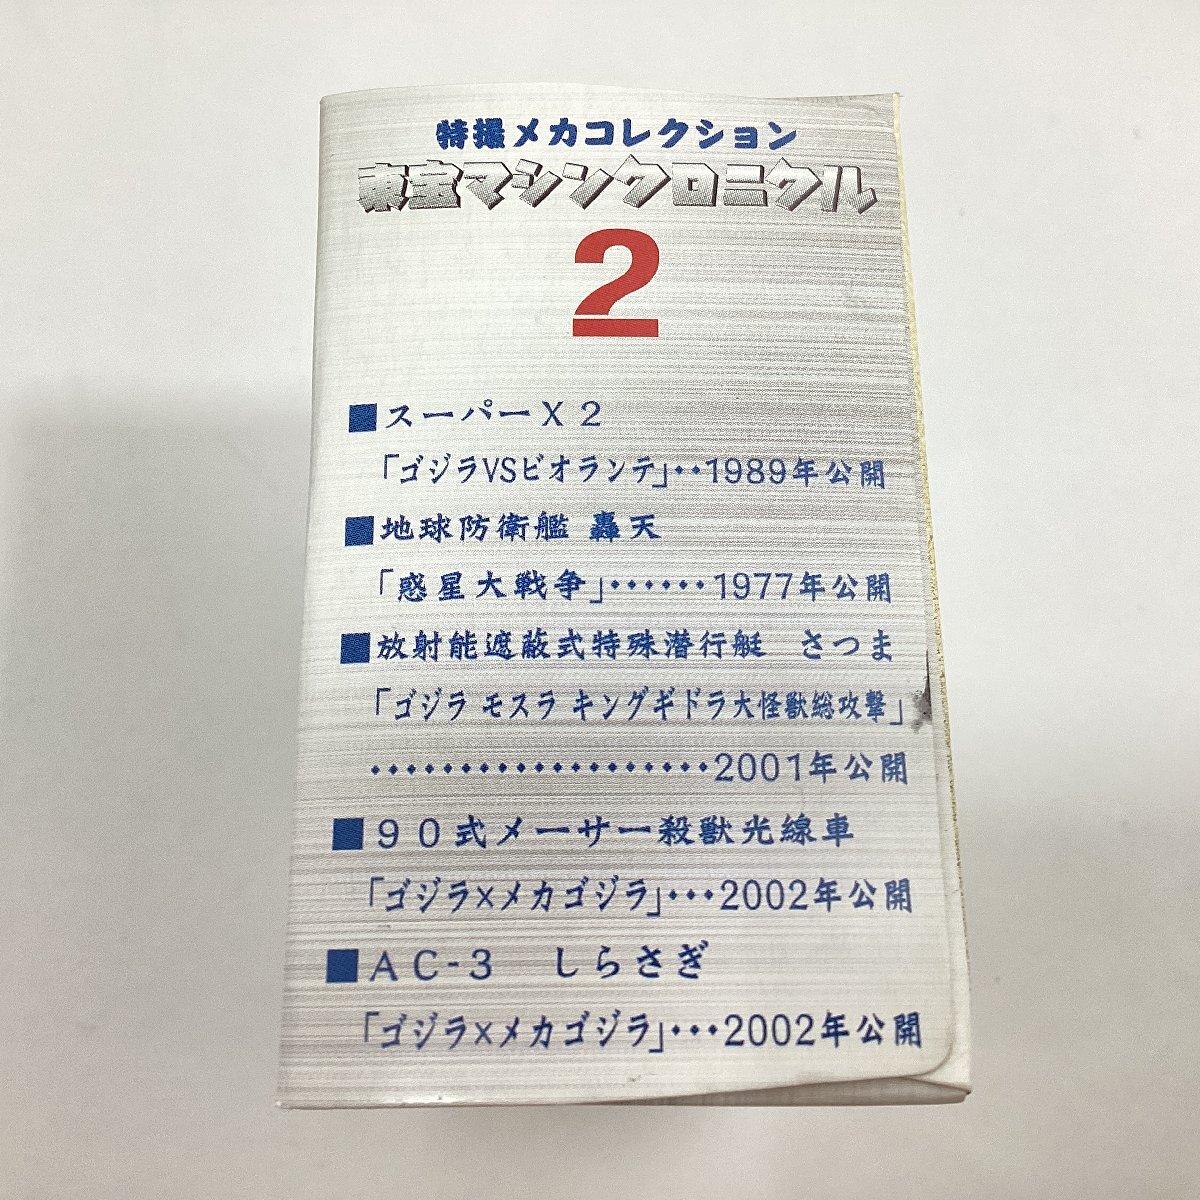 特撮メカコレクション
東宝マシンクロニクル
2
■スーパーX2
「ゴジラVSビオランテ」‥1989年公開
■地球防衛艦 轟天
「惑星大戦争」‥‥‥1977年公開
■放射能遮蔽式特殊潜行艇 さつま
「ゴジラ モスラ キングギドラ大怪獣総攻撃」
‥‥‥‥‥‥‥‥‥‥2001年公開
■90式メーサー殺獣光線車
「ゴジラ×メカゴジラ」…2002年公開
■AC-3 しらさぎ
「ゴジラ×メカゴジラ」…2002年公開